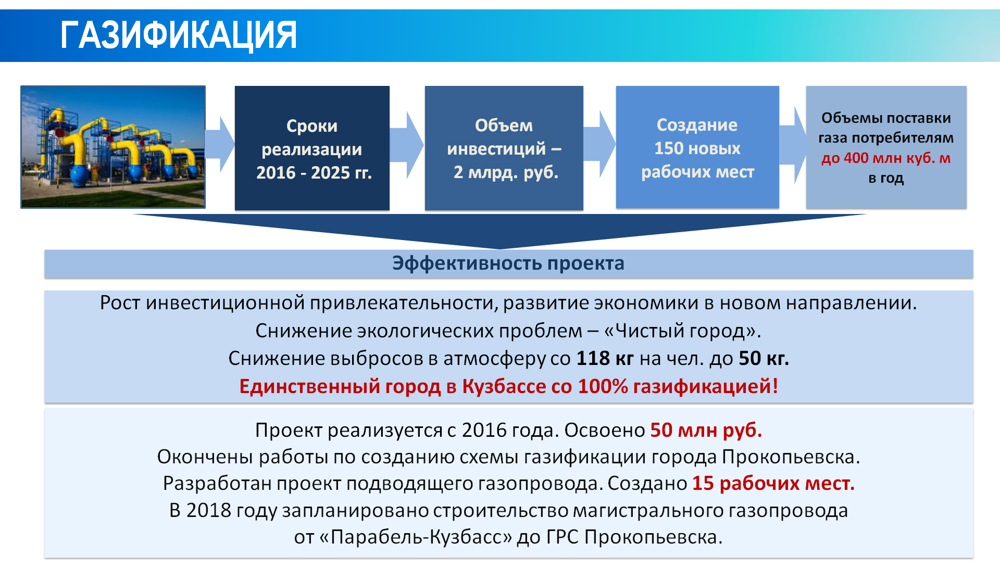 ГАЗИФИКАЦИЯ
Сроки
реализации
2016 - 2025 гг.
Объем
инвестиций –
2 млрд. руб.
Создание
150 новых
рабочих мест
Объемы поставки
газа потребителям
до 400 млн куб. м
в год
Эффективность проекта
Рост инвестиционной привлекательности, развитие экономики в новом направлении.
Снижение экологических проблем – «Чистый город».
Снижение выбросов в атмосферу со 118 кг на чел. до 50 кг.
Единственный город в Кузбассе со 100% газификацией!
Проект реализуется с 2016 года. Освоено 50 млн руб.
Окончены работы по созданию схемы газификации города Прокопьевска.
Разработан проект подводящего газопровода. Создано 15 рабочих мест.
В 2018 году запланировано строительство магистрального газопровода
от «Парабель-Кузбасс» до ГРС Прокопьевска.